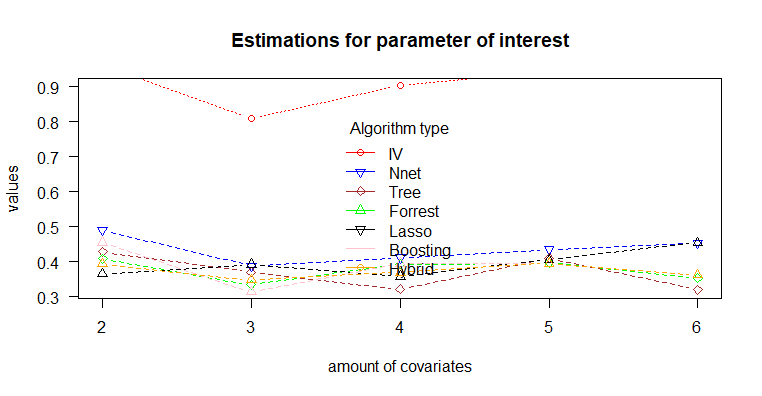 Estimations for parameter of interest
values
0.9
0.8
0.7
0.6
0.5
0.4
0.3
Algorithm type
IV
Nnet
Tree
Forrest
Lasso
Boosting
Hybrid
2 3 4 5 6
amount of covariates